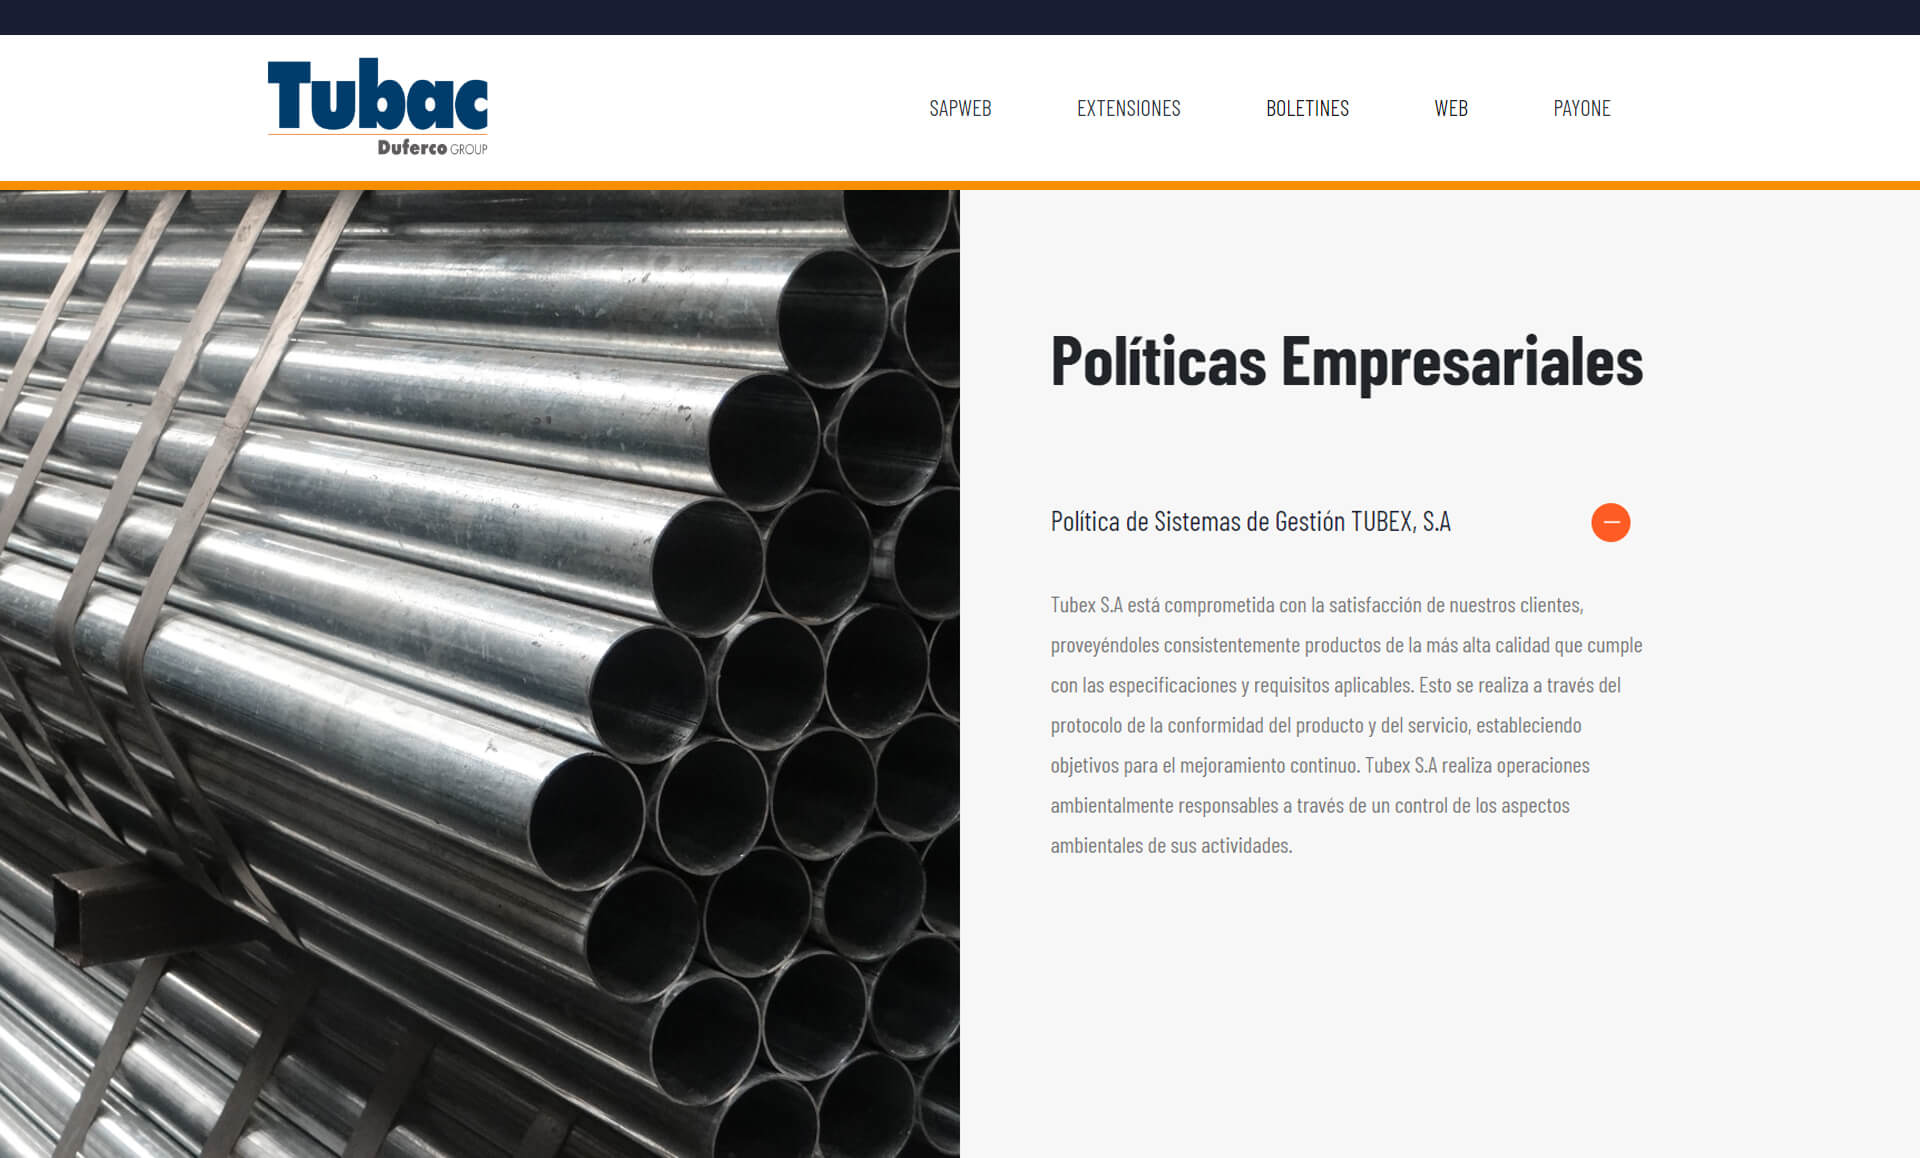 Tubac
Duferco GROUP
SAPWEB EXTENSIONES BOLETINES WEB PAYONE
Políticas Empresariales
Política de Sistemas de Gestión TUBEX, S.A
Tubex S.A está comprometida con la satisfacción de nuestros clientes,
proveyéndoles consistentemente productos de la más alta calidad que cumple
con las especificaciones y requisitos aplicables. Esto se realiza a través del
protocolo de la conformidad del producto y del servicio, estableciendo
objetivos para el mejoramiento continuo. Tubex S.A realiza operaciones
ambientalmente responsables a través de un control de los aspectos
ambientales de sus actividades.